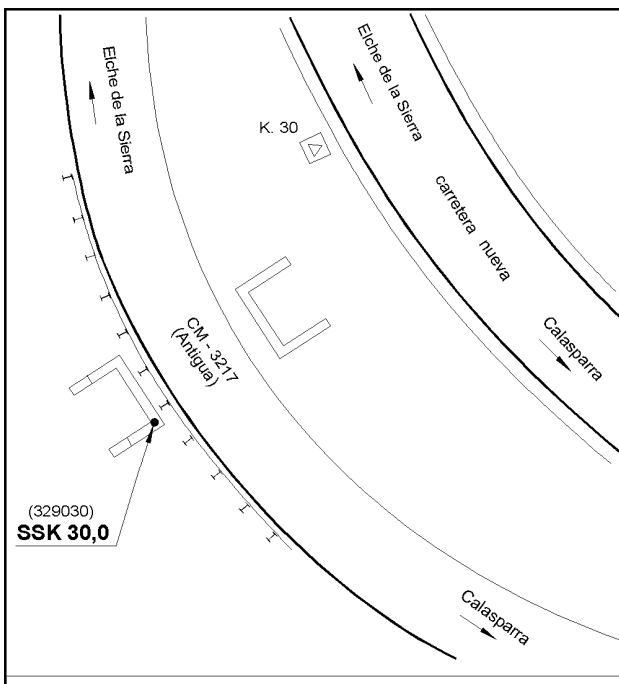 Elche de la Sierra
Elche de la Sierra
K. 30
carretera nueva
CM - 3217
(Antigua)
Calasparra
(329030)
SSK 30,0
Calasparra